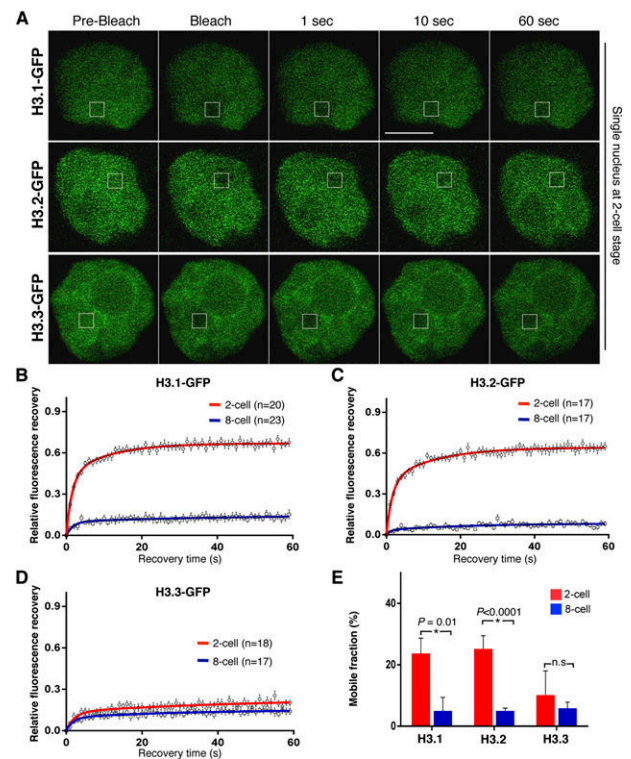 A
Pre-Bleach Bleach 1 sec 10 sec 60 sec
H3.1-GFP
H3.2-GFP
H3.3-GFP
Single nucleus at 2-cell stage
B
H3.1-GFP
2-cell (n=20)
8-cell (n=23)
Relative fluorescence recovery
0.9
0.6
0.3
0.0
0 20 40 60
Recovery time (s)
C
H3.2-GFP
2-cell (n=17)
8-cell (n=17)
Relative fluorescence recovery
0.9
0.6
0.3
0.0
0 20 40 60
Recovery time (s)
D
H3.3-GFP
2-cell (n=18)
8-cell (n=17)
Relative fluorescence recovery
0.9
0.6
0.3
0.0
0 20 40 60
Recovery time (s)
E
2-cell
8-cell
Mobile fraction (%)
40
20
0
P = 0.01
*
P<0.0001
*
n.s
H3.1 H3.2 H3.3